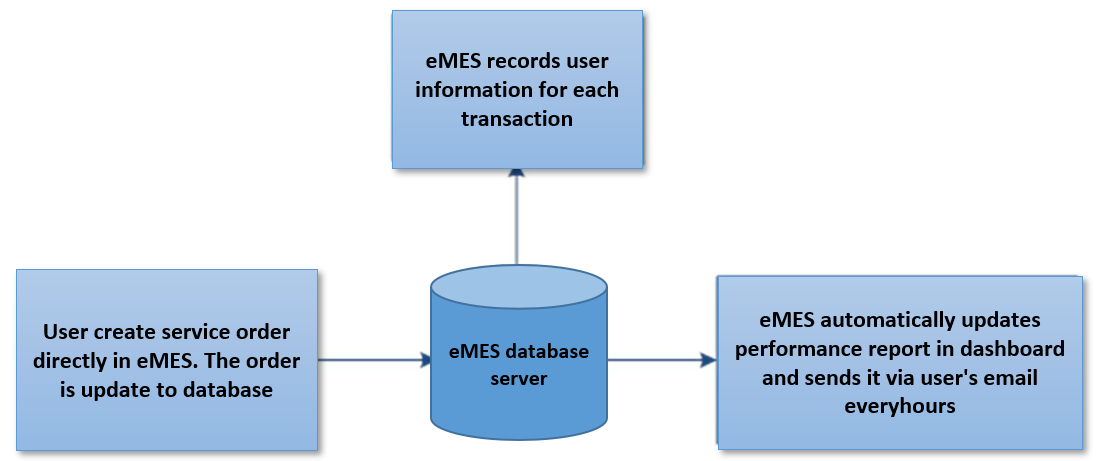 eMES records user
information for each
transaction
User create service order
directly in eMES. The order
is update to database
eMES database
server
eMES automatically updates
performance report in dashboard
and sends it via user's email
everyhours